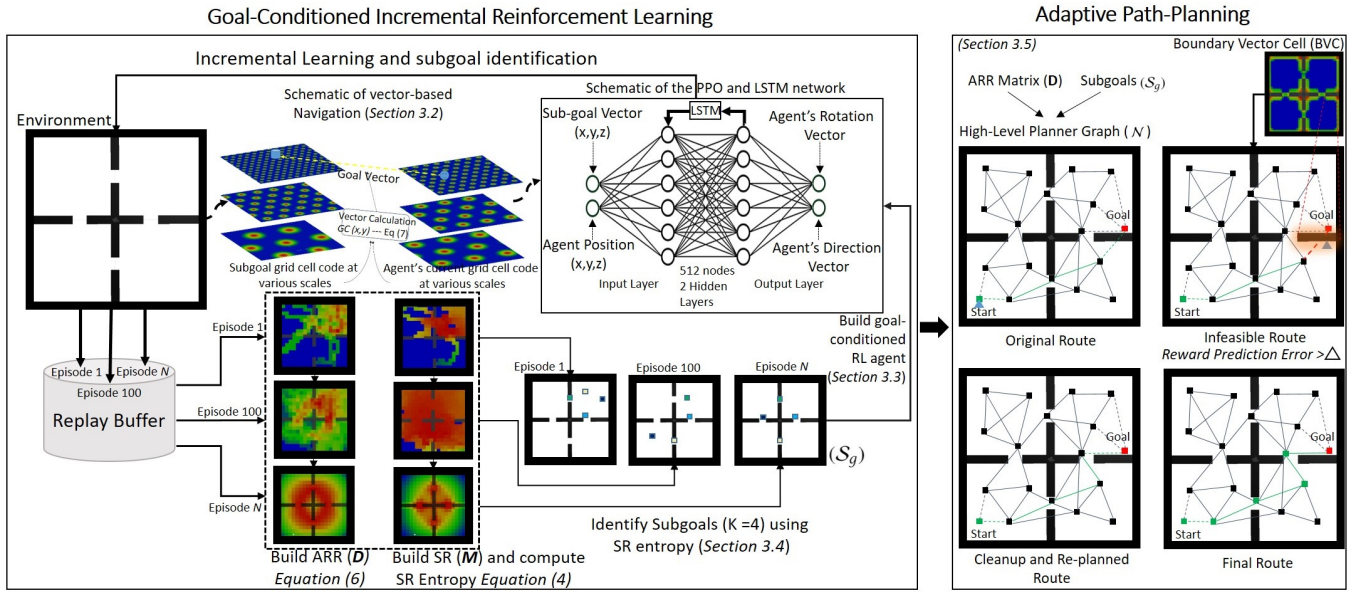 Goal-Conditioned Incremental Reinforcement Learning
Incremental Learning and subgoal identification
Environment
Schematic of vector-based
Navigation (Section 3.2)
Goal Vector
Vector Calculation
GC (x,y) --- Eq (7)
Subgoal grid cell code at
various scales
Agent's current grid cell code
at various scales
Schematic of the PPO and LSTM network
LSTM
Sub-goal Vector
(x,y,z)
Agent's Rotation
Vector
Agent Position
(x,y,z)
Agent's Direction
Vector
Input Layer
512 nodes
2 Hidden
Layers
Output Layer
Build goal-
conditioned
RL agent
(Section 3.3)
Episode 1
Episode N
Episode 100
Replay Buffer
Episode 1
Episode 100
Episode N
Build ARR (D)
Equation (6)
Build SR (M) and compute
SR Entropy Equation (4)
Episode 1
Episode 100
Episode N
(S_g)
Identify Subgoals (K =4) using
SR entropy (Section 3.4)
Adaptive Path-Planning
(Section 3.5)
Boundary Vector Cell (BVC)
ARR Matrix (D)
Subgoals (S_g)
High-Level Planner Graph (N)
Goal
Start
Original Route
Goal
Start
Infeasible Route
Reward Prediction Error >△
Goal
Start
Cleanup and Re-planned
Route
Goal
Start
Final Route